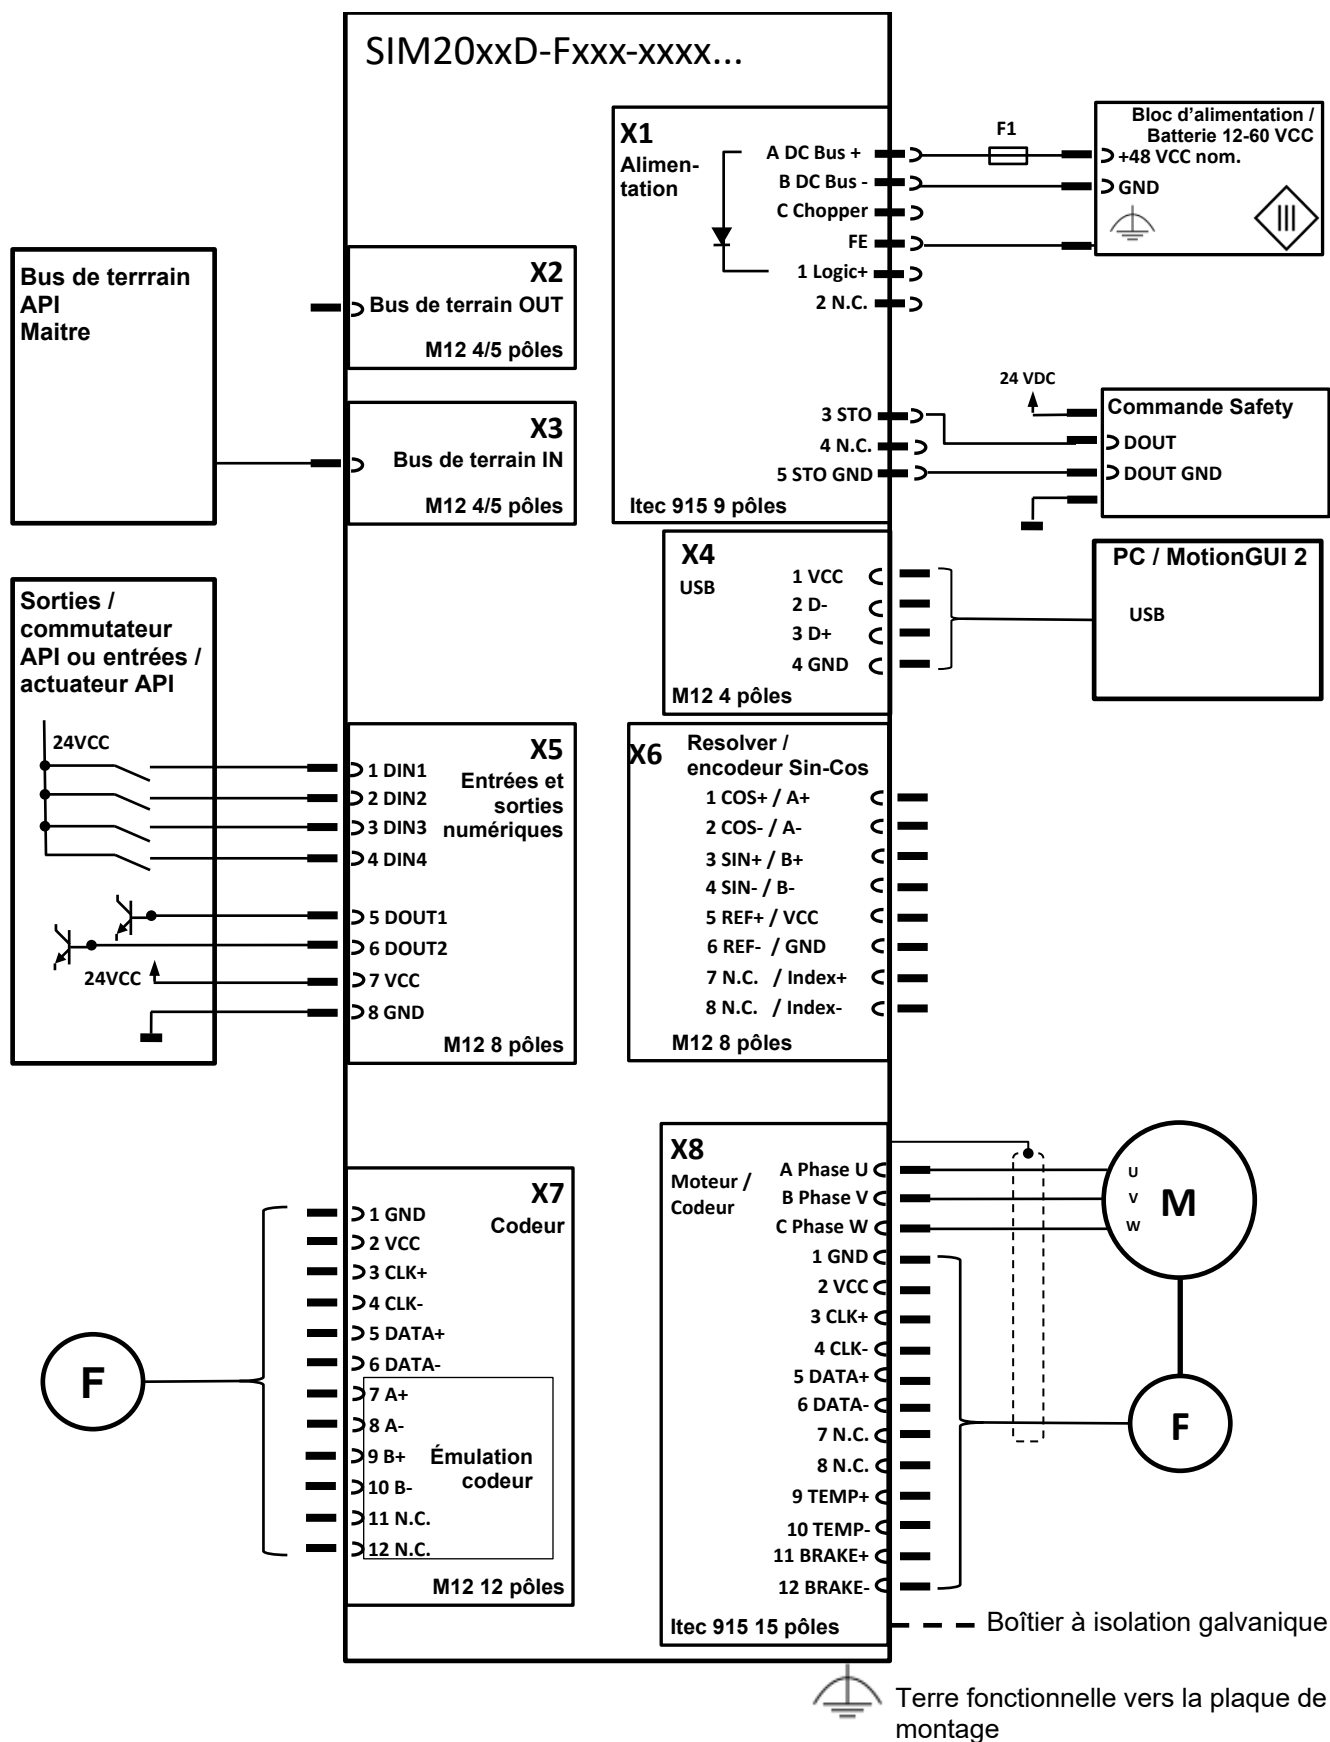 SIM20xxD-Fxxx-xxxx...
X1
Alimen-
tation
A DC Bus +
B DC Bus -
C Chopper
FE
1 Logic+
2 N.C.
3 STO
4 N.C.
5 STO GND
Itec 915 9 pôles
F1
Bloc d'alimentation /
Batterie 12-60 VCC
+48 VCC nom.
GND
III
24 VDC
Commande Safety
DOUT
DOUT GND
Bus de terrrain
API
Maitre
X2
Bus de terrain OUT
M12 4/5 pôles
X3
Bus de terrain IN
M12 4/5 pôles
X4
USB
1 VCC
2 D-
3 D+
4 GND
M12 4 pôles
PC / MotionGUI 2
USB
Sorties /
commutateur
API ou entrées /
actuateur API
24VCC
24VCC
X5
Entrées et
sorties
numériques
1 DIN1
2 DIN2
3 DIN3
4 DIN4
5 DOUT1
6 DOUT2
7 VCC
8 GND
M12 8 pôles
X6
Resolver /
encodeur Sin-Cos
1 COS+ / A+
2 COS- / A-
3 SIN+ / B+
4 SIN- / B-
5 REF+ / VCC
6 REF- / GND
7 N.C. / Index+
8 N.C. / Index-
M12 8 pôles
F
X7
Codeur
1 GND
2 VCC
3 CLK+
4 CLK-
5 DATA+
6 DATA-
7 A+
8 A-
9 B+
10 B-
11 N.C.
12 N.C.
Émulation
codeur
M12 12 pôles
X8
Moteur /
Codeur
A Phase U
B Phase V
C Phase W
1 GND
2 VCC
3 CLK+
4 CLK-
5 DATA+
6 DATA-
7 N.C.
8 N.C.
9 TEMP+
10 TEMP-
11 BRAKE+
12 BRAKE-
Itec 915 15 pôles
U
V
W
M
F
Boîtier à isolation galvanique
Terre fonctionnelle vers la plaque de
montage